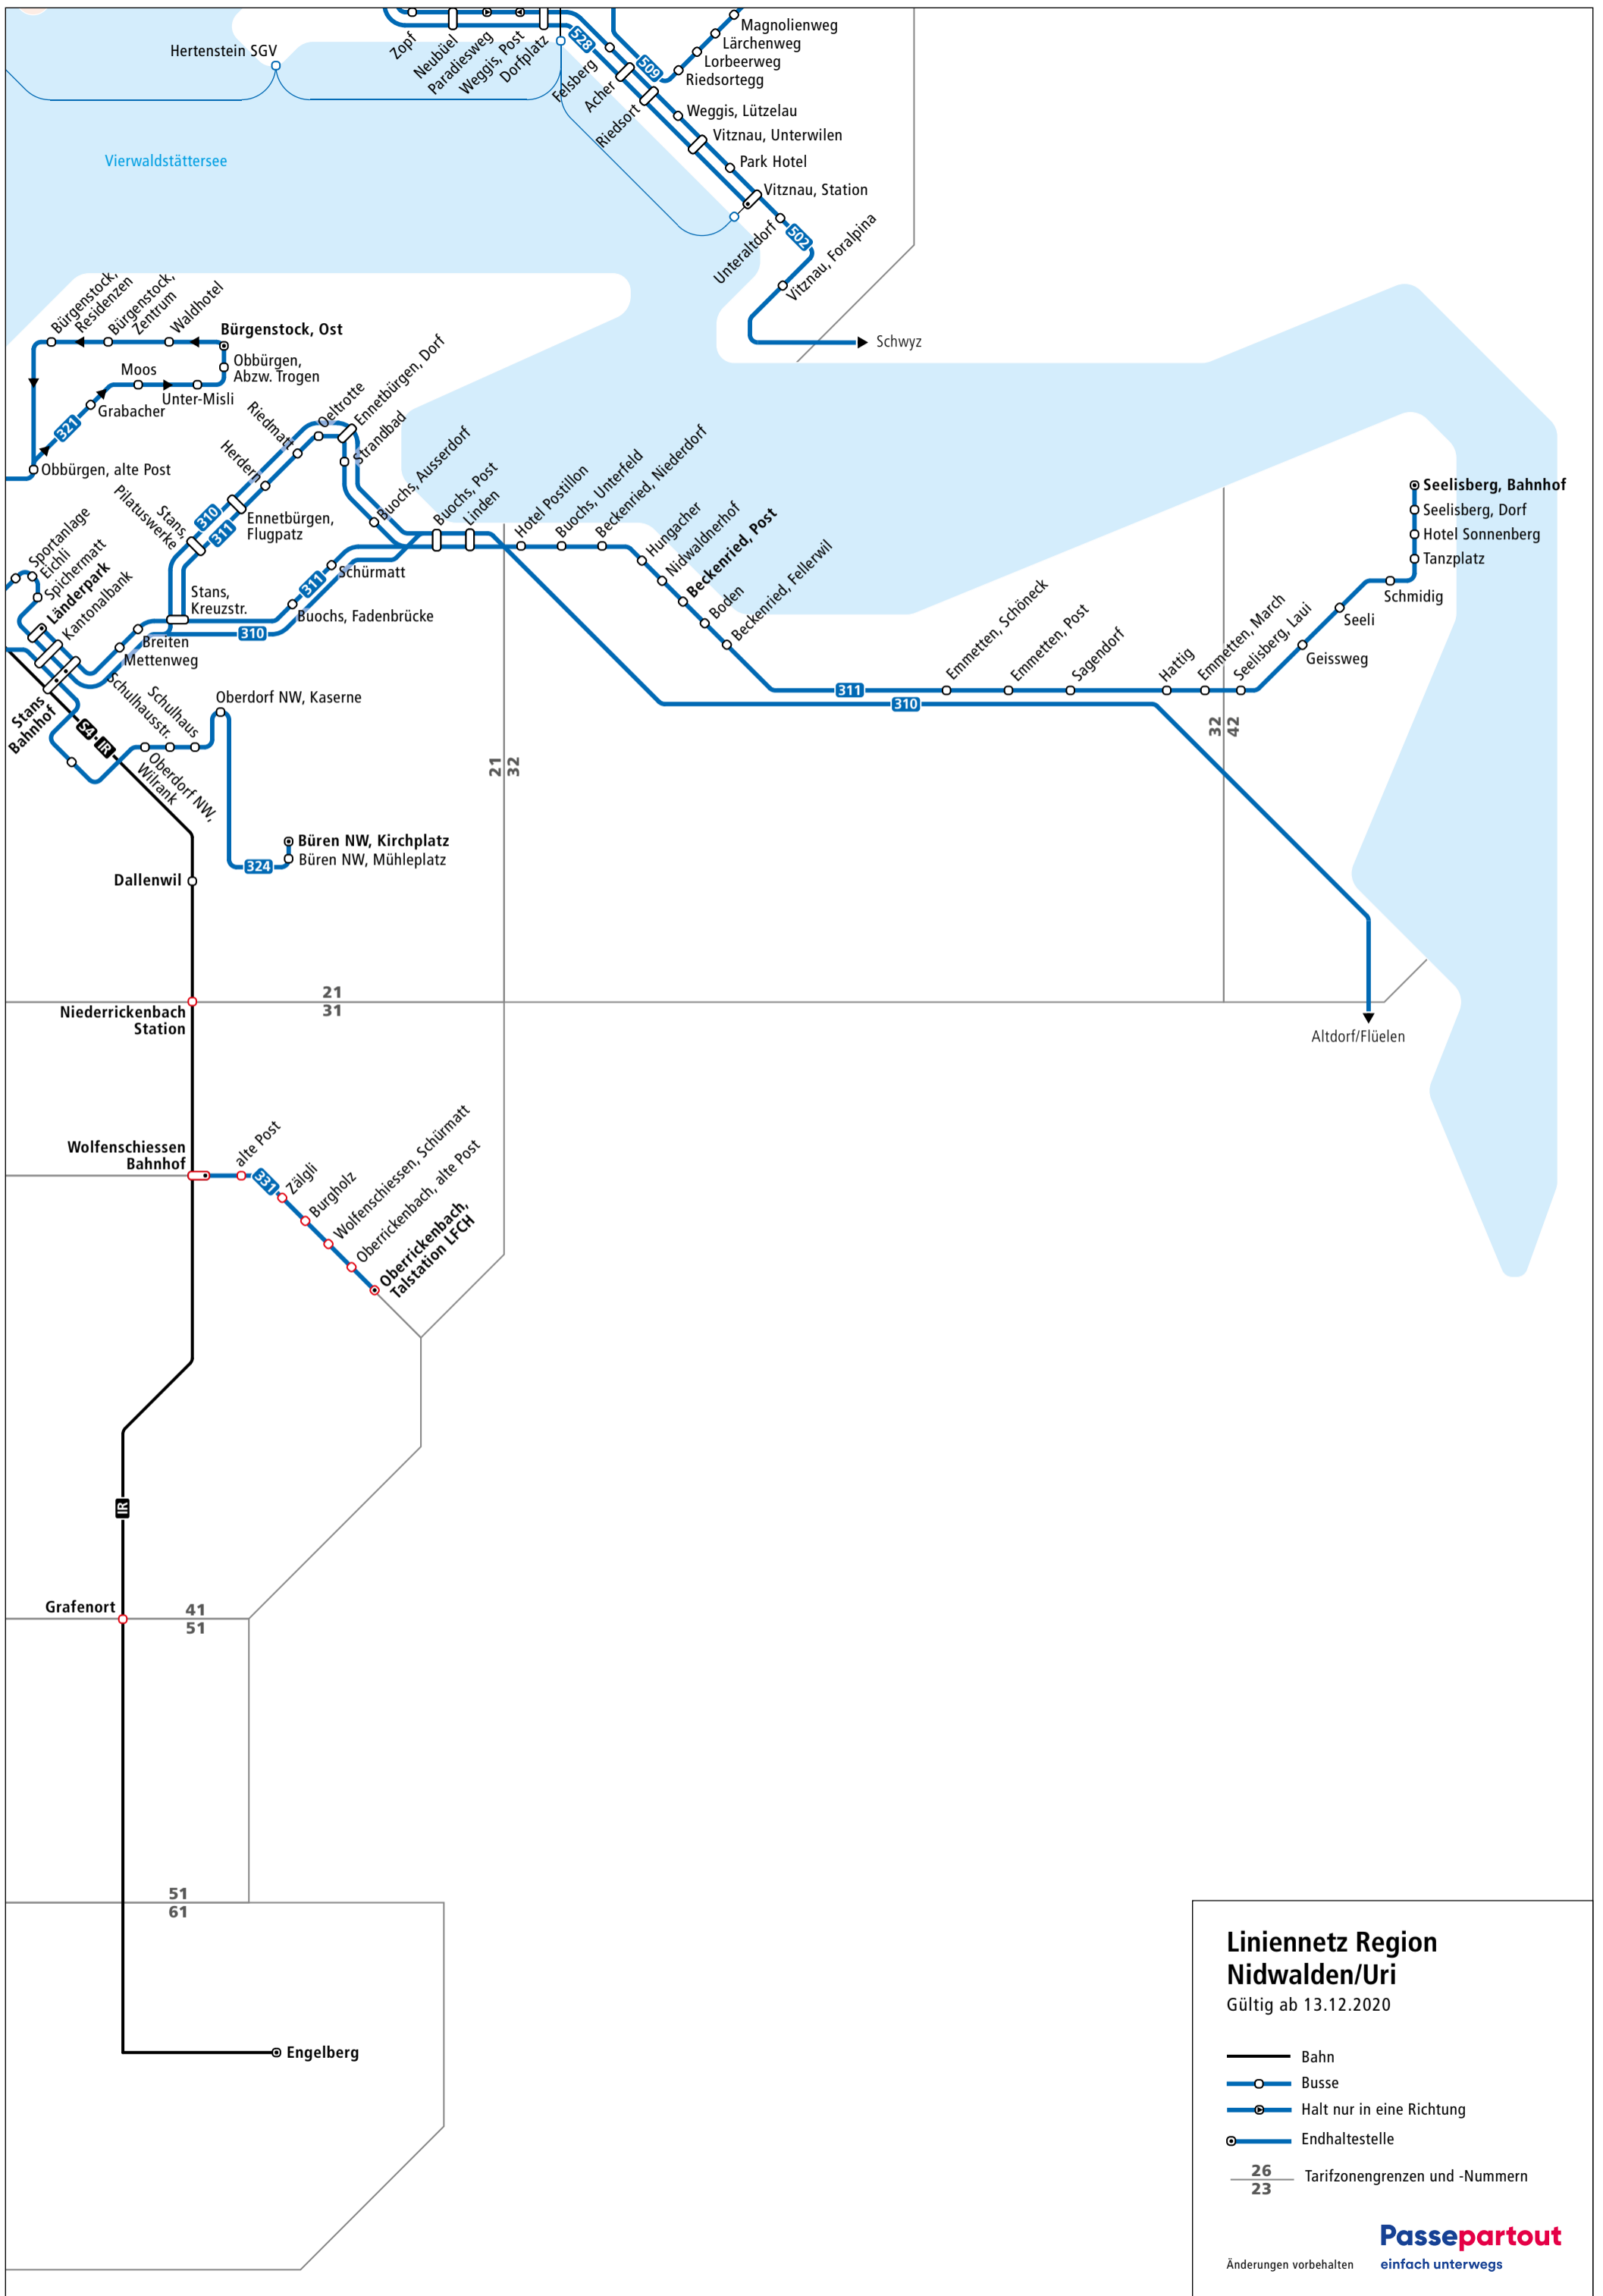 Zopf
Neubüel
Paradiesweg
Weggis, Post
Dorfplatz
528
Felsberg
Acher
Riedsort
509
Magnolienweg
Lärchenweg
Lorbeerweg
Riedsortegg
Weggis, Lützelau
Vitznau, Unterwilen
Park Hotel
Vitznau, Station
Unteraltdorf
502
Vitznau, Foralpina
Schwyz
Hertenstein SGV
Vierwaldstättersee
Bürgenstock,
Residenzen
Bürgenstock,
Zentrum
Waldhotel
Bürgenstock, Ost
Obbürgen,
Abzw. Trogen
Moos
Unter-Misli
Grabacher
321
Obbürgen, alte Post
Riedmatt
Oeltrotte
Ennetbürgen, Dorf
Strandbad
Herdern
Buochs, Ausserdorf
Stans,
Pilatuswerke
310
311
Ennetbürgen,
Flugpatz
Buochs, Post
Linden
Hotel Postillon
Buochs, Unterfeld
Beckenried, Niederdorf
Hungacher
Nidwaldnerhof
Beckenried, Post
Boden
Beckenried, Fellerwil
Sportanlage
Eichli
Spichermatt
Länderpark
Kantonalbank
Stans,
Kreuzstr.
Schürmatt
311
Buochs, Fadenbrücke
310
Breiten
Mettenweg
Stans
Bahnhof
S4·IR
Schulhausstr.
Schulhaus
Oberdorf NW, Kaserne
Oberdorf NW,
Wilrank
Büren NW, Kirchplatz
Büren NW, Mühleplatz
324
311
310
Emmetten, Schöneck
Emmetten, Post
Sagendorf
Hattig
Emmetten, March
Seelisberg, Laui
Geissweg
Seeli
Schmidig
Tanzplatz
Hotel Sonnenberg
Seelisberg, Dorf
Seelisberg, Bahnhof
21
32
32
42
Dallenwil
21
31
Niederrickenbach
Station
Altdorf/Flüelen
Wolfenschiessen
Bahnhof
alte Post
331
Zälgli
Burgholz
Wolfenschiessen, Schürmatt
Oberrickenbach, alte Post
Oberrickenbach,
Talstation LFCH
IR
Grafenort
41
51
51
61
Engelberg
Liniennetz Region
Nidwalden/Uri
Gültig ab 13.12.2020
Bahn
Busse
Halt nur in eine Richtung
Endhaltestelle
26
23
Tarifzonengrenzen und -Nummern
Passepartout
Änderungen vorbehalten
einfach unterwegs